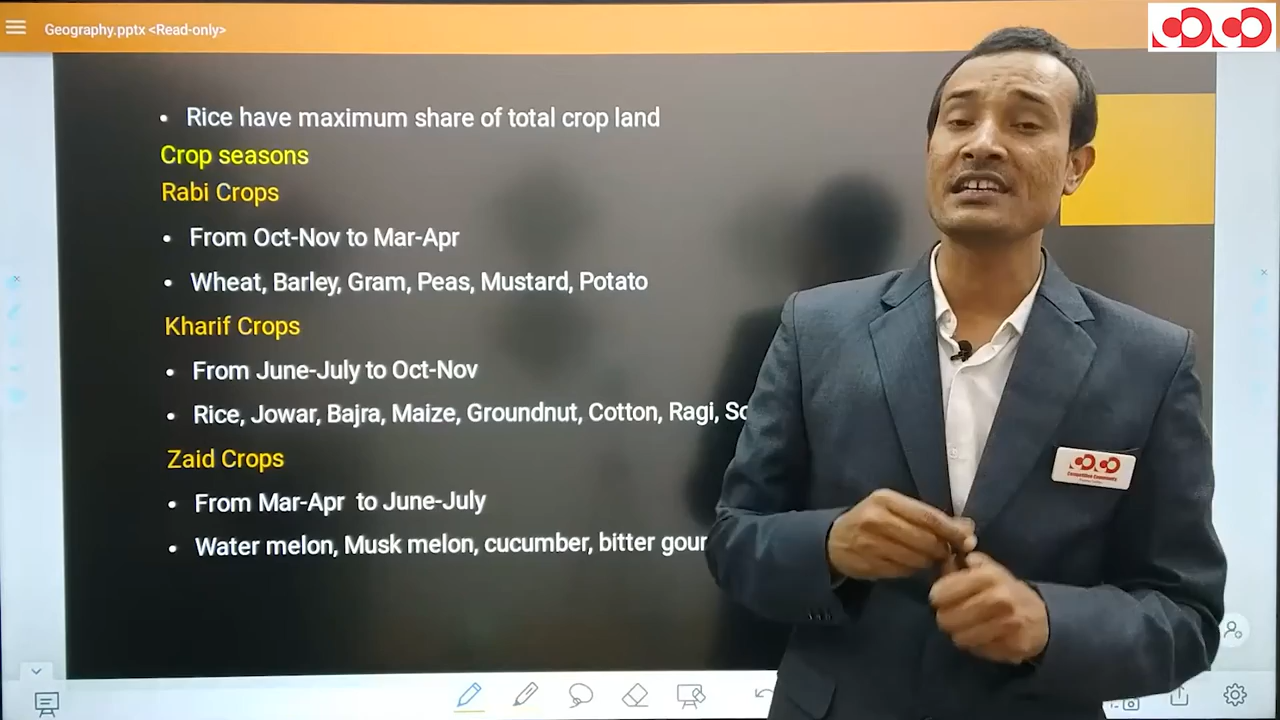 Geography.pptx <Read-only>
• Rice have maximum share of total crop land
Crop seasons
Rabi Crops
• From Oct-Nov to Mar-Apr
• Wheat, Barley, Gram, Peas, Mustard, Potato
Kharif Crops
• From June-July to Oct-Nov
• Rice, Jowar, Bajra, Maize, Groundnut, Cotton, Ragi,
Zaid Crops
• From Mar-Apr to June-July
• Water melon, Musk melon, cucumber, bitter